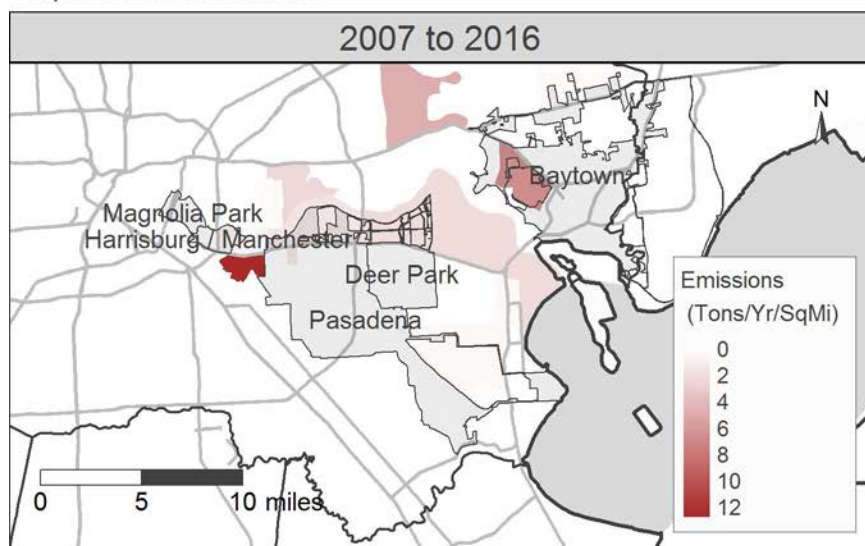 2007 to 2016
N
Baytown
Magnolia Park
Harrisburg
Manchester
Deer Park
Pasadena
Emissions
(Tons/Yr/SqMi)
0
2
4
6
8
10
12
0
5
10 miles